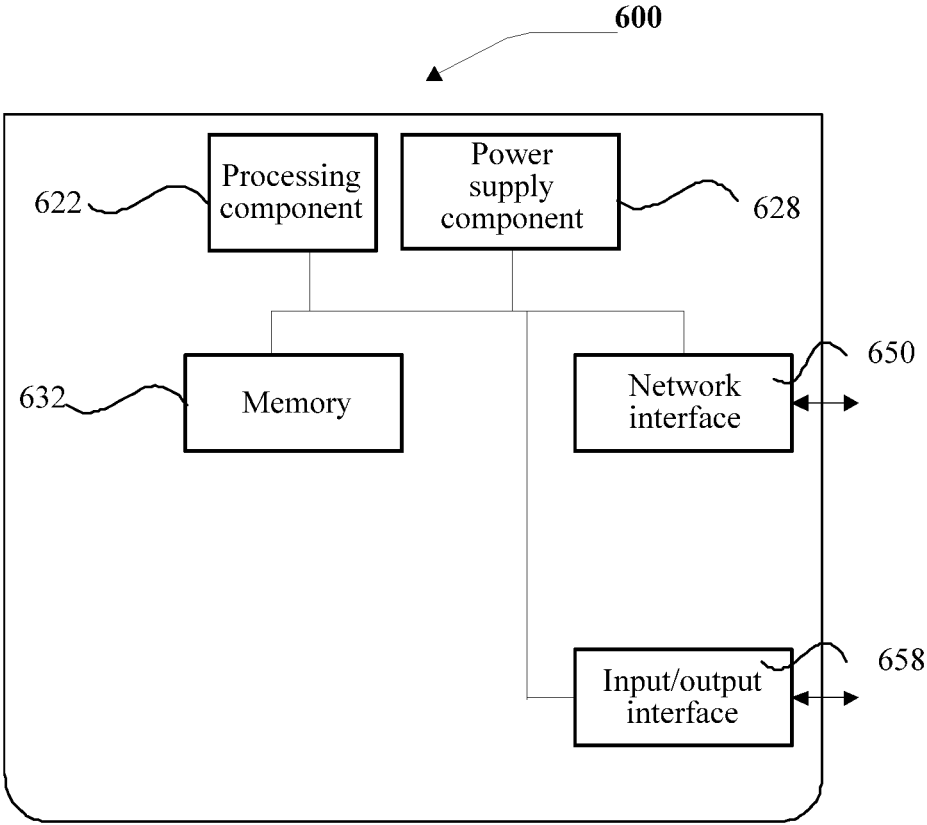 600
Processing
component
Power
supply
component
622
628
632
Memory
Network
interface
650
Input/output
interface
658